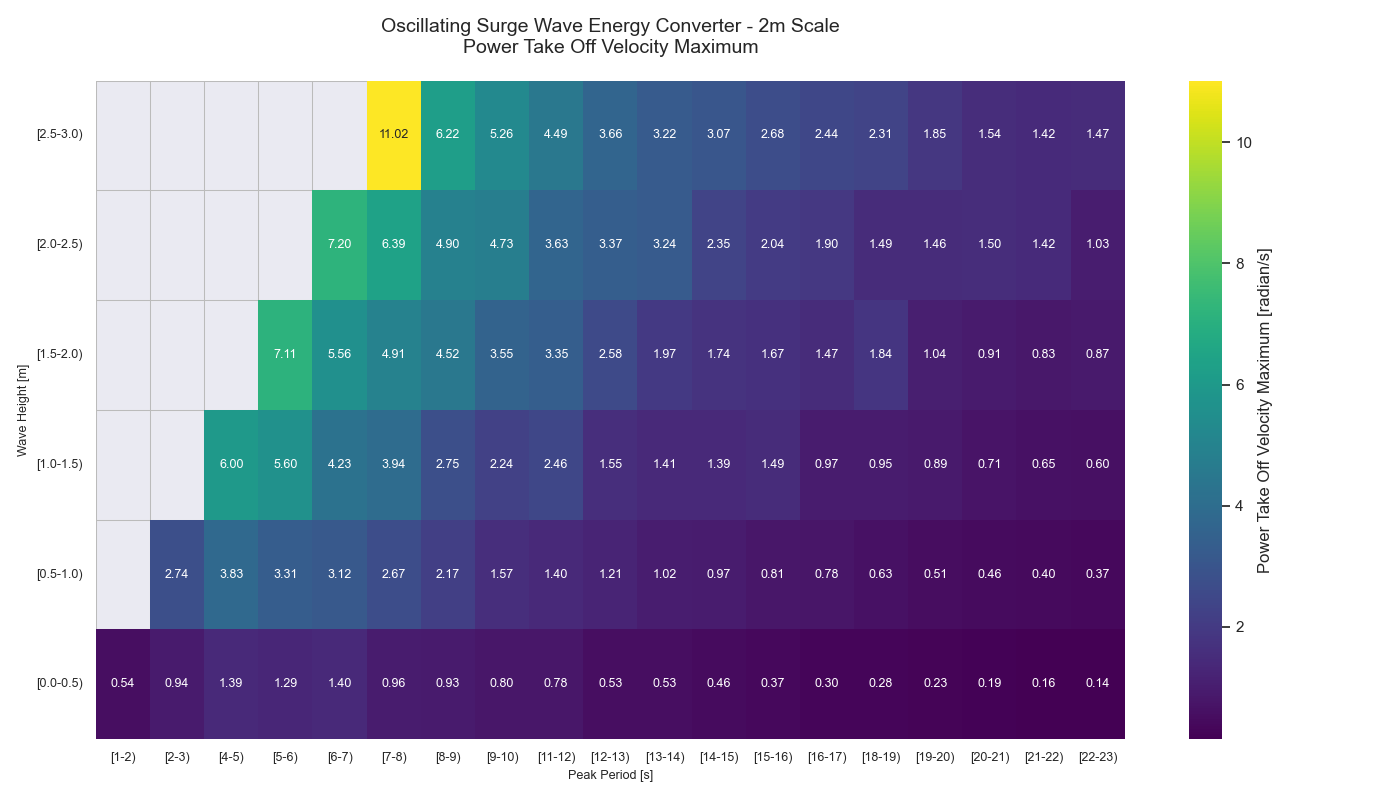 Oscillating Surge Wave Energy Converter - 2m Scale
Power Take Off Velocity Maximum
[2.5-3.0) 11.02 6.22 5.26 4.49 3.66 3.22 3.07 2.68 2.44 2.31 1.85 1.54 1.42 1.47
[2.0-2.5) 7.20 6.39 4.90 4.73 3.63 3.37 3.24 2.35 2.04 1.90 1.49 1.46 1.50 1.42 1.03
[1.5-2.0) 7.11 5.56 4.91 4.52 3.55 3.35 2.58 1.97 1.74 1.67 1.47 1.84 1.04 0.91 0.83 0.87
[1.0-1.5) 6.00 5.60 4.23 3.94 2.75 2.24 2.46 1.55 1.41 1.39 1.49 0.97 0.95 0.89 0.71 0.65 0.60
[0.5-1.0) 2.74 3.83 3.31 3.12 2.67 2.17 1.57 1.40 1.21 1.02 0.97 0.81 0.78 0.63 0.51 0.46 0.40 0.37
[0.0-0.5) 0.54 0.94 1.39 1.29 1.40 0.96 0.93 0.80 0.78 0.53 0.53 0.46 0.37 0.30 0.28 0.23 0.19 0.16 0.14
[1-2) [2-3) [4-5) [5-6) [6-7) [7-8) [8-9) [9-10) [11-12) [12-13) [13-14) [14-15) [15-16) [16-17) [18-19) [19-20) [20-21) [21-22) [22-23)
Peak Period [s]
Wave Height [m]
10
8
6
4
2
Power Take Off Velocity Maximum [radian/s]